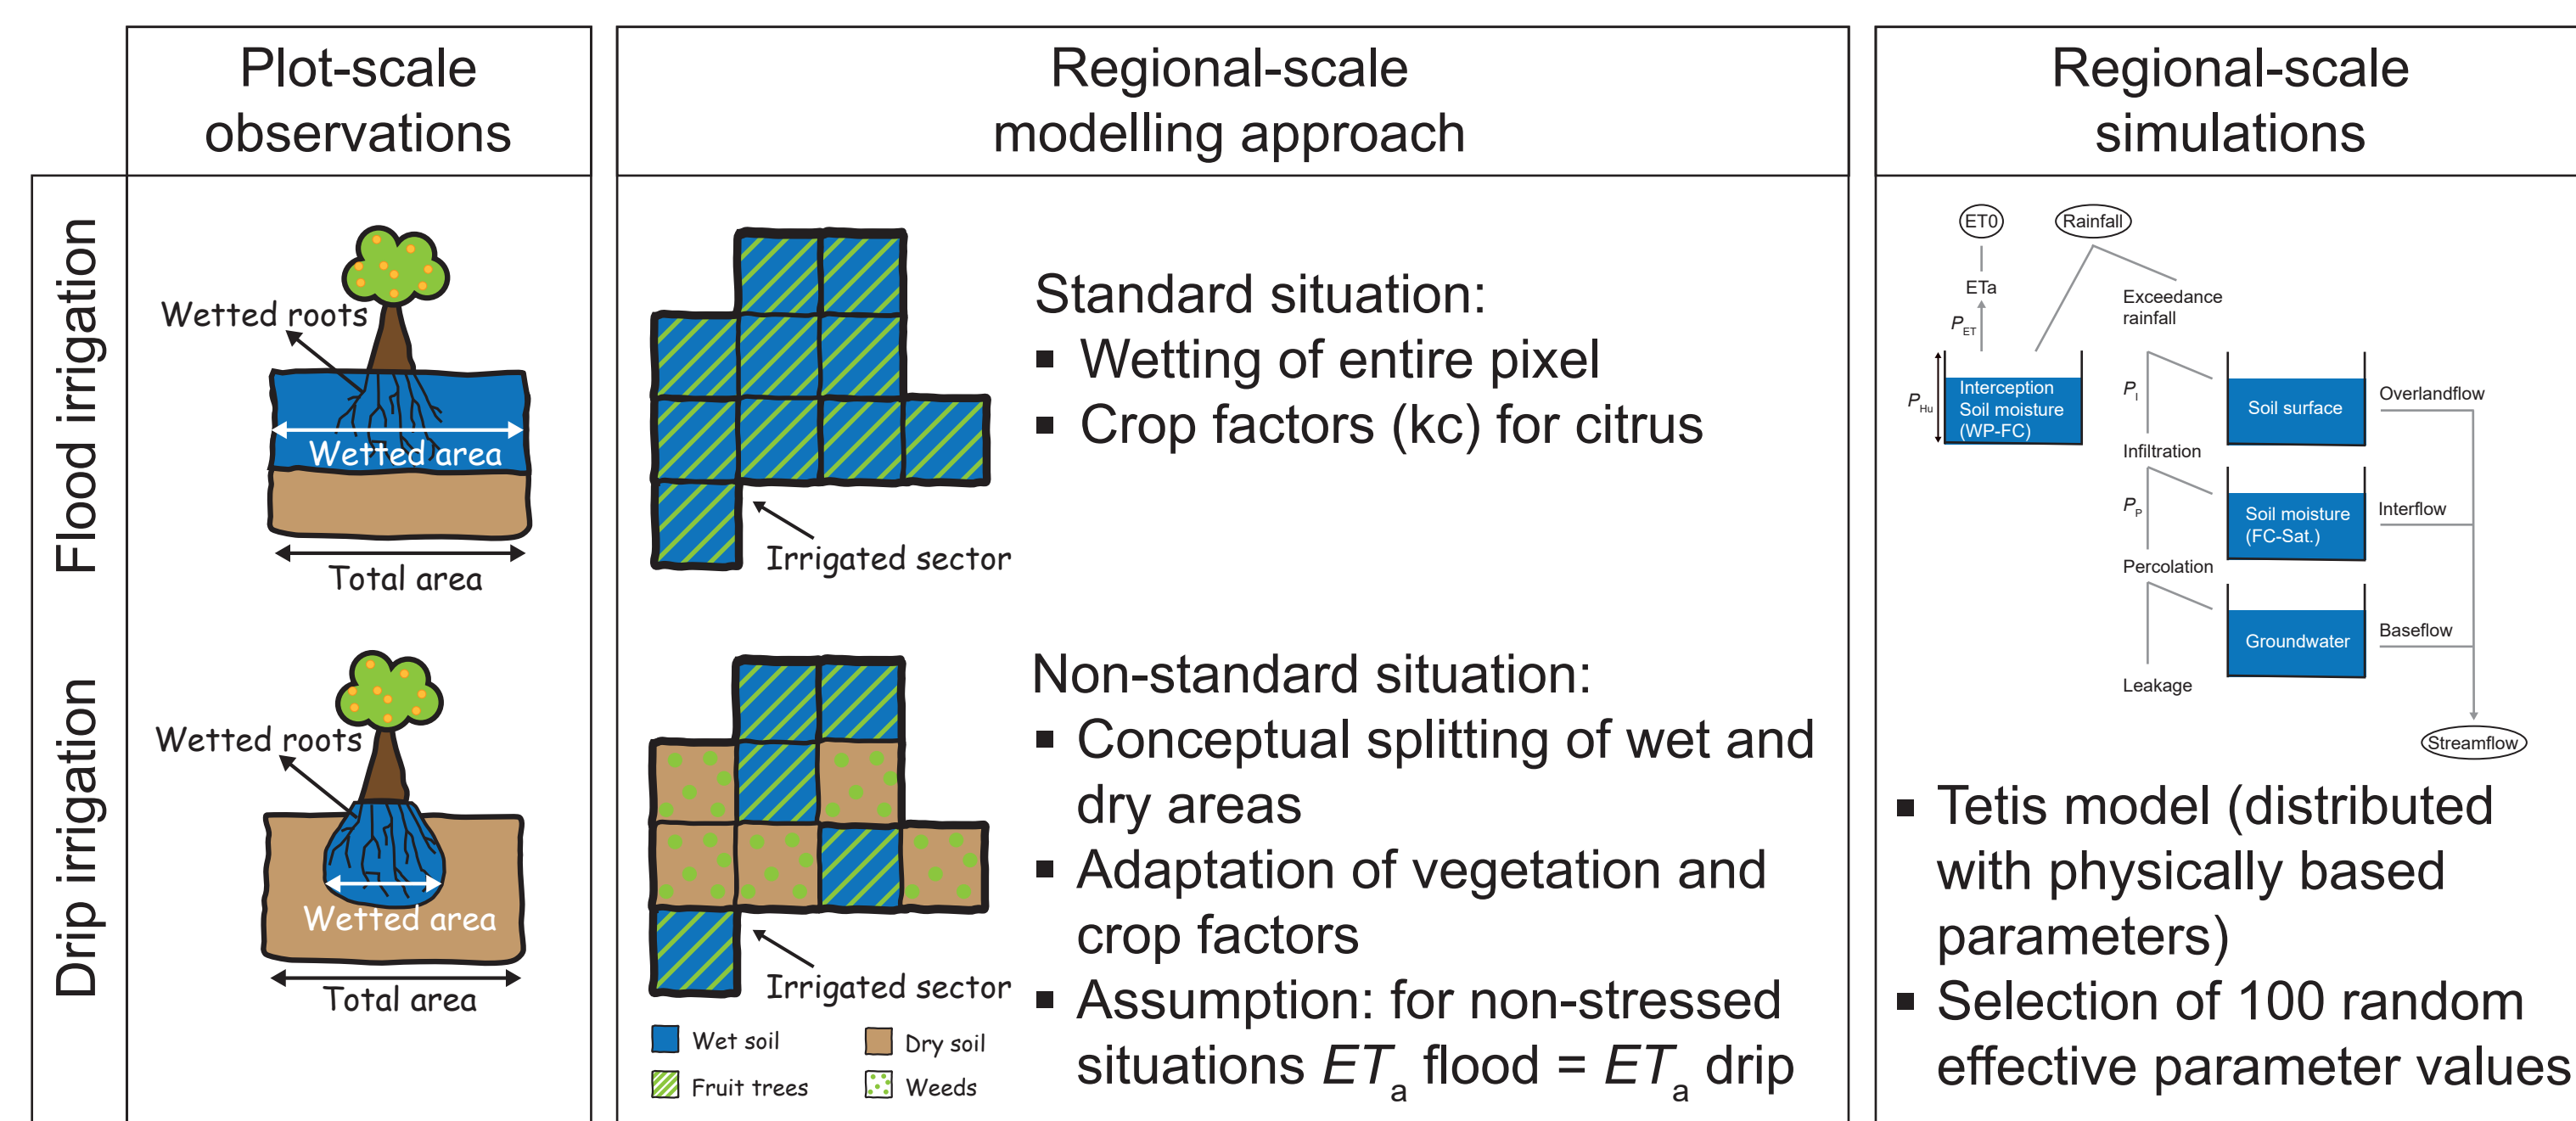 Plot-scale
observations
Regional-scale
modelling approach
Regional-scale
simulations
Flood irrigation
Wetted roots
Wetted area
Total area
Irrigated sector
Standard situation:
▪ Wetting of entire pixel
▪ Crop factors (kc) for citrus
Drip irrigation
Wetted roots
Wetted area
Total area
Irrigated sector
Wet soil
Dry soil
Fruit trees
Weeds
Non-standard situation:
▪ Conceptual splitting of wet and
dry areas
▪ Adaptation of vegetation and
crop factors
▪ Assumption: for non-stressed
situations ETa flood = ETa drip
ET0
Rainfall
ETa
Exceedance
rainfall
PET
PHu
Interception
Soil moisture
(WP-FC)
PI
Soil surface
Overlandflow
Infiltration
PP
Soil moisture
(FC-Sat.)
Interflow
Percolation
Groundwater
Baseflow
Leakage
Streamflow
▪ Tetis model (distributed
with physically based
parameters)
▪ Selection of 100 random
effective parameter values